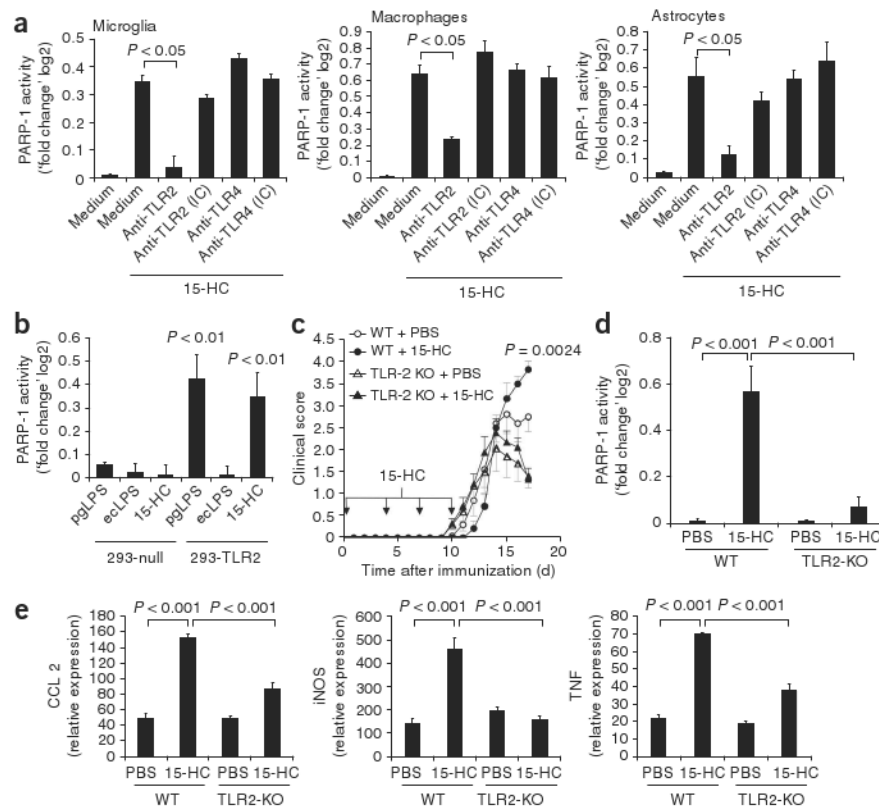 a
Microglia
PARP-1 activity
('fold change' log2)
0.5
0.4
0.3
0.2
0.1
0
P < 0.05
Medium
Medium
Anti-TLR2
Anti-TLR2 (IC)
Anti-TLR4
Anti-TLR4 (IC)
15-HC
Macrophages
PARP-1 activity
('fold change' log2)
0.9
0.8
0.7
0.6
0.5
0.4
0.3
0.2
0.1
0
P < 0.05
Medium
Medium
Anti-TLR2
Anti-TLR2 (IC)
Anti-TLR4
Anti-TLR4 (IC)
15-HC
Astrocytes
PARP-1 activity
('fold change' log2)
0.8
0.7
0.6
0.5
0.4
0.3
0.2
0.1
0
P < 0.05
Medium
Medium
Anti-TLR2
Anti-TLR2 (IC)
Anti-TLR4
Anti-TLR4 (IC)
15-HC
b
PARP-1 activity
('fold change' log2)
0.6
0.5
0.4
0.3
0.2
0.1
0
P < 0.01
P < 0.01
pgLPS
ecLPS
15-HC
pgLPS
ecLPS
15-HC
293-null
293-TLR2
c
Clinical score
4.5
4.0
3.5
3.0
2.5
2.0
1.5
1.0
0.5
0
WT + PBS
WT + 15-HC
TLR-2 KO + PBS
TLR-2 KO + 15-HC
P = 0.0024
15-HC
0
5
10
15
20
Time after immunization (d)
d
PARP-1 activity
('fold change' log2)
0.8
0.6
0.4
0.2
0
P < 0.001
P < 0.001
PBS
15-HC
PBS
15-HC
WT
TLR2-KO
e
CCL 2
(relative expression)
180
160
140
120
100
80
60
40
20
0
P < 0.001
P < 0.001
PBS
15-HC
PBS
15-HC
WT
TLR2-KO
iNOS
(relative expression)
600
500
400
300
200
100
0
P < 0.001
P < 0.001
PBS
15-HC
PBS
15-HC
WT
TLR2-KO
TNF
(relative expression)
80
70
60
50
40
30
20
10
0
P < 0.001
P < 0.001
PBS
15-HC
PBS
15-HC
WT
TLR2-KO